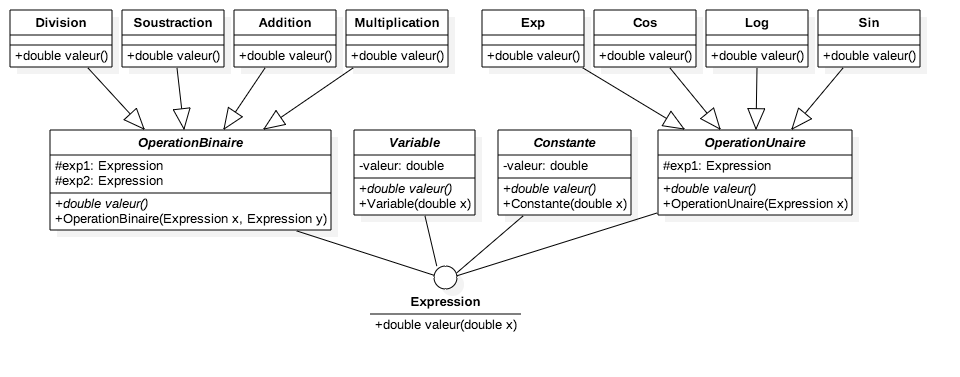 Division
+double valeur()
Soustraction
+double valeur()
Addition
+double valeur()
Multiplication
+double valeur()
Exp
+double valeur()
Cos
+double valeur()
Log
+double valeur()
Sin
+double valeur()
OperationBinaire
#exp1: Expression
#exp2: Expression
+double valeur()
+OperationBinaire(Expression x, Expression y)
Variable
-valeur: double
+double valeur()
+Variable(double x)
Constante
-valeur: double
+double valeur()
+Constante(double x)
OperationUnaire
#exp1: Expression
+double valeur()
+OperationUnaire(Expression x)
Expression
+double valeur(double x)